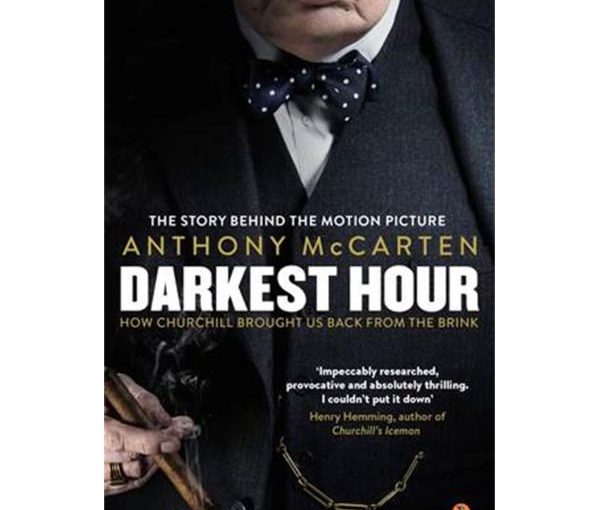 THE STORY BEHIND THE MOTION PICTURE
ANTHONY McCARTEN
DARKEST HOUR
HOW CHURCHILL BROUGHT US BACK FROM THE BRINK
‘Impeccably researched,
provocative and absolutely thrilling.
I couldn’t put it down’
Henry Hemming, author of
Churchill’s Iceman